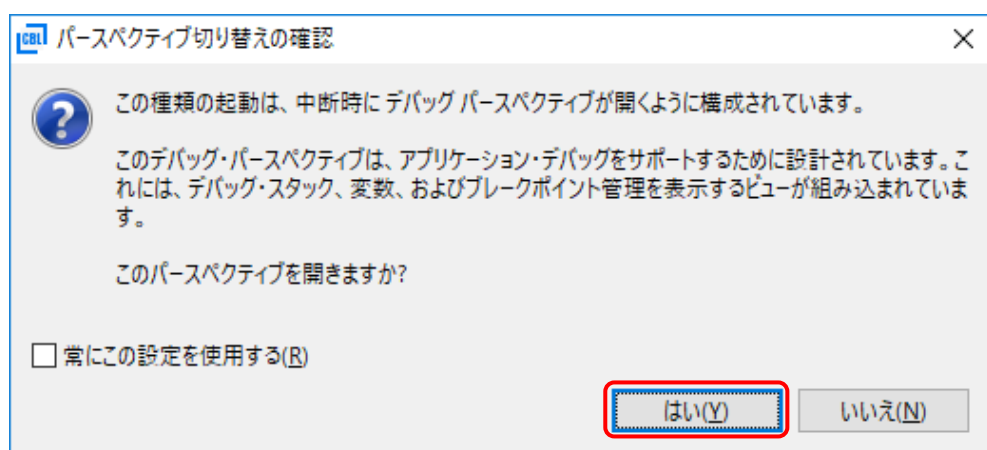 CBL パースペクティブ切り替えの確認
この種類の起動は、中断時に デバッグ パースペクティブが開くように構成されています。
このデバッグ・パースペクティブは、アプリケーション・デバッグをサポートするために設計されています。こ
れには、デバッグ・スタック、変数、およびブレークポイント管理を表示するビューが組み込まれていま
す。
このパースペクティブを開きますか?
常にこの設定を使用する(R)
はい(Y) いいえ(N)